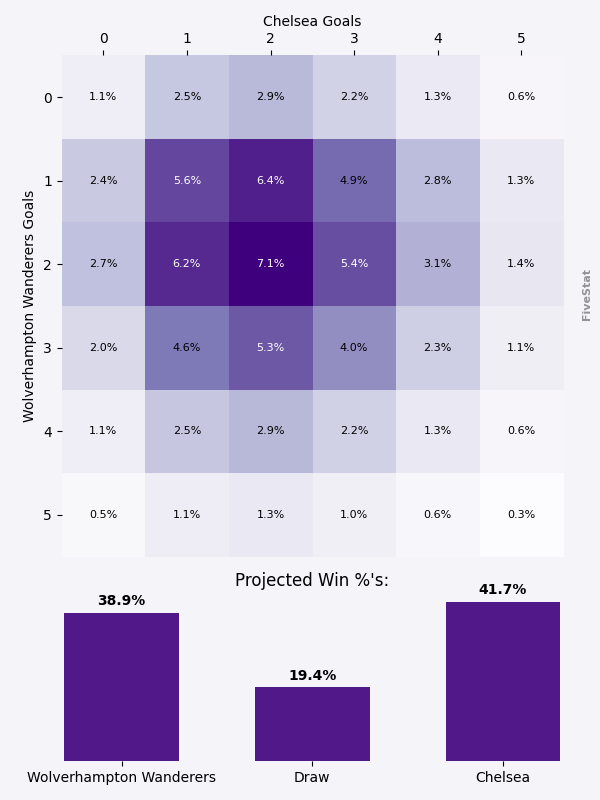 Chelsea Goals
0 1 2 3 4 5
0 1.1% 2.5% 2.9% 2.2% 1.3% 0.6%
1 2.4% 5.6% 6.4% 4.9% 2.8% 1.3%
2 2.7% 6.2% 7.1% 5.4% 3.1% 1.4%
3 2.0% 4.6% 5.3% 4.0% 2.3% 1.1%
4 1.1% 2.5% 2.9% 2.2% 1.3% 0.6%
5 0.5% 1.1% 1.3% 1.0% 0.6% 0.3%
Wolverhampton Wanderers Goals
FiveStat
Projected Win %'s:
38.9% 19.4% 41.7%
Wolverhampton Wanderers Draw Chelsea